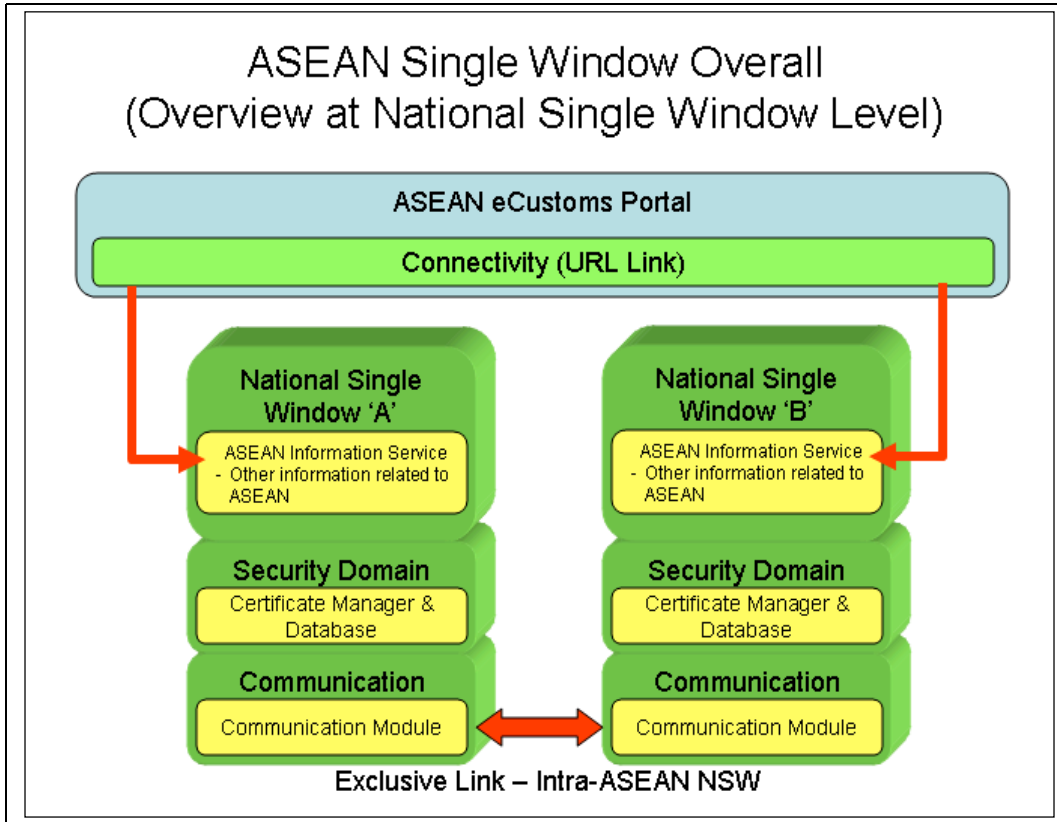 ASEAN Single Window Overall
(Overview at National Single Window Level)
ASEAN eCustoms Portal
Connectivity (URL Link)
National Single
Window ‘A’
ASEAN Information Service
- Other information related to
ASEAN
Security Domain
Certificate Manager &
Database
Communication
Communication Module
National Single
Window ‘B’
ASEAN Information Service
- Other information related to
ASEAN
Security Domain
Certificate Manager &
Database
Communication
Communication Module
Exclusive Link – Intra-ASEAN NSW